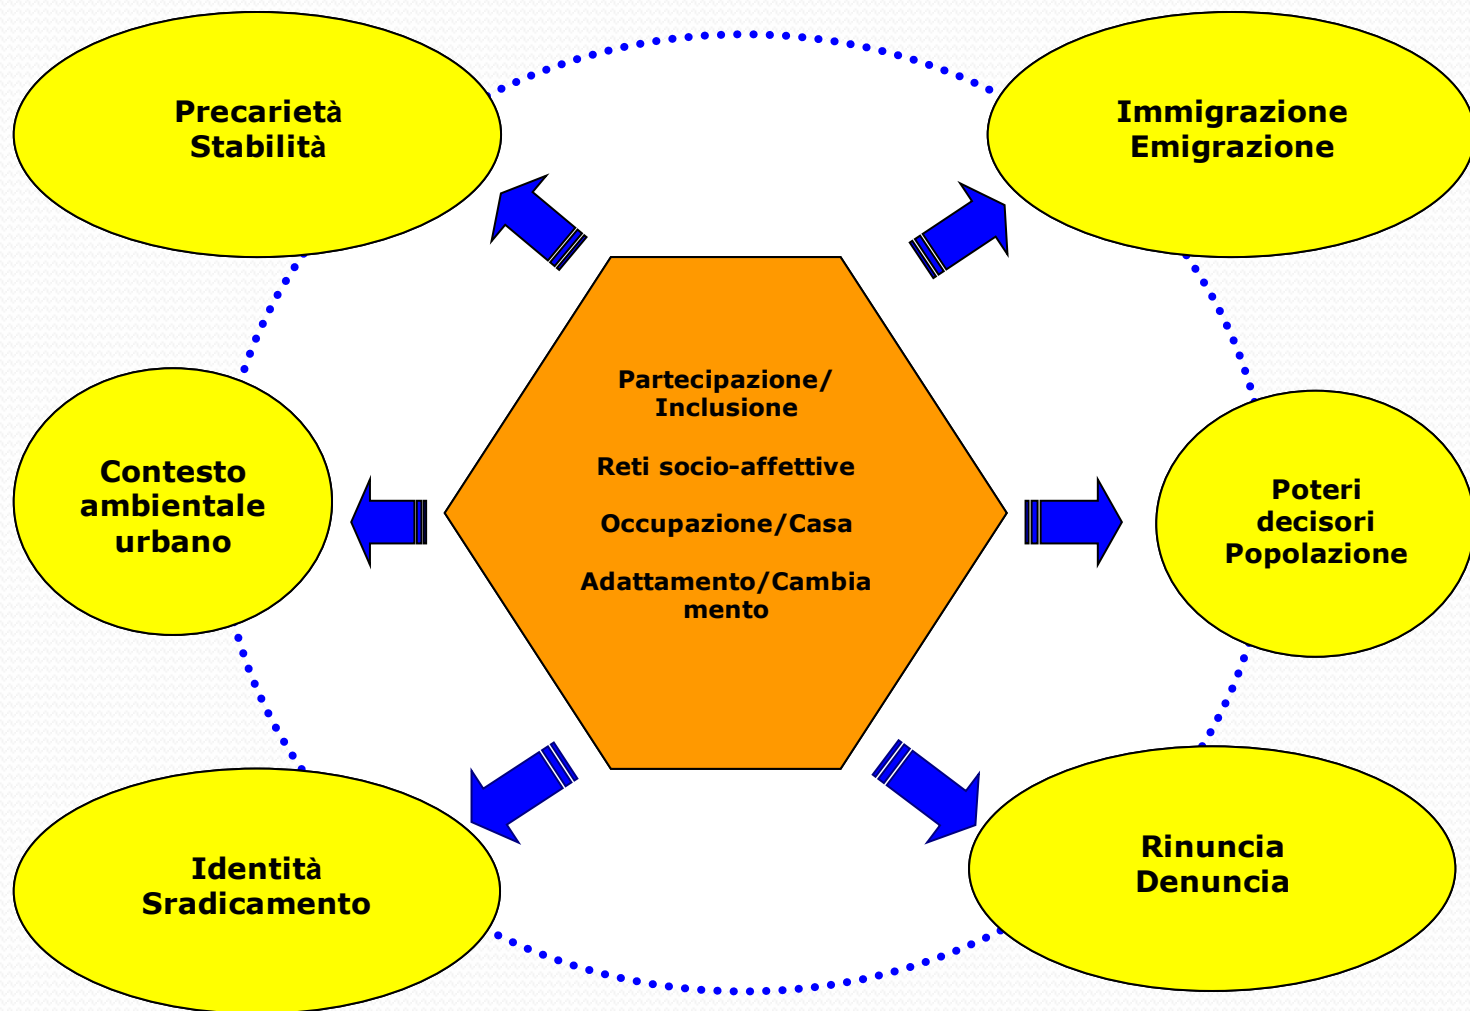 Precarietà
Stabilità
Immigrazione
Emigrazione
Partecipazione/
Inclusione
Reti socio-affettive
Occupazione/Casa
Adattamento/Cambia
mento
Contesto
ambientale
urbano
Poteri
decisori
Popolazione
Identità
Sradicamento
Rinuncia
Denuncia